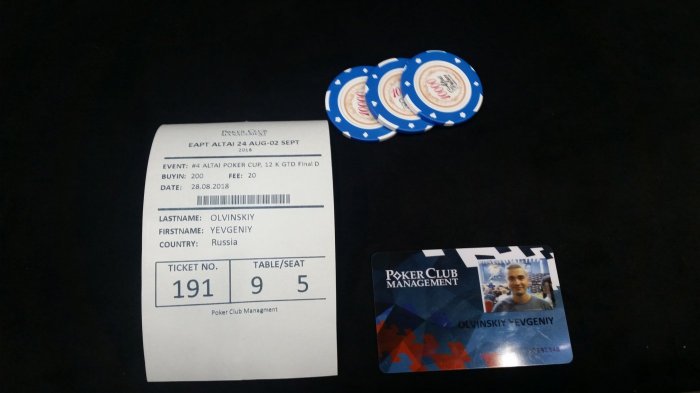 EAPT ALTAI 24 AUG-02 SEPT
2018
EVENT: #4 ALTAI POKER CUP, 12 K GTD Final D
BUYIN: 200 FEE: 20
DATE: 28.08.2018
LASTNAME: OLVINSKIY
FIRSTNAME: YEVGENIY
COUNTRY: Russia
TICKET NO. TABLE/SEAT
191 9 5
Poker Club Managment
10000
10000
POKER CLUB
MANAGEMENT
OLVINSKIY YEVGENIY